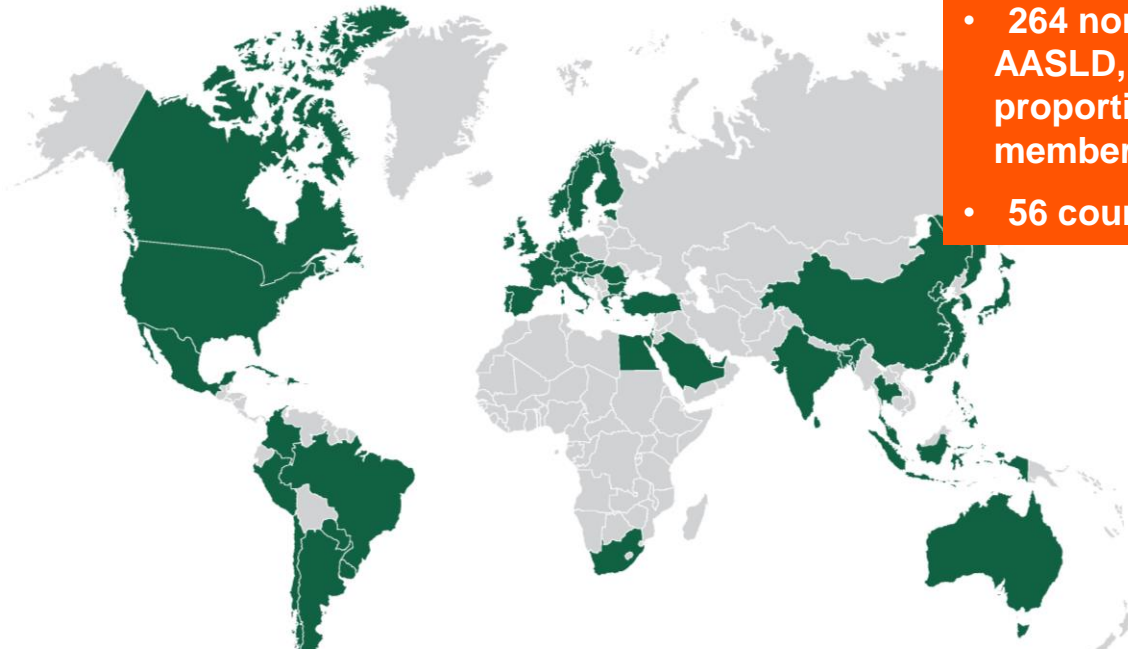 • 264 nor
AASLD,
proporti
member
• 56 cour